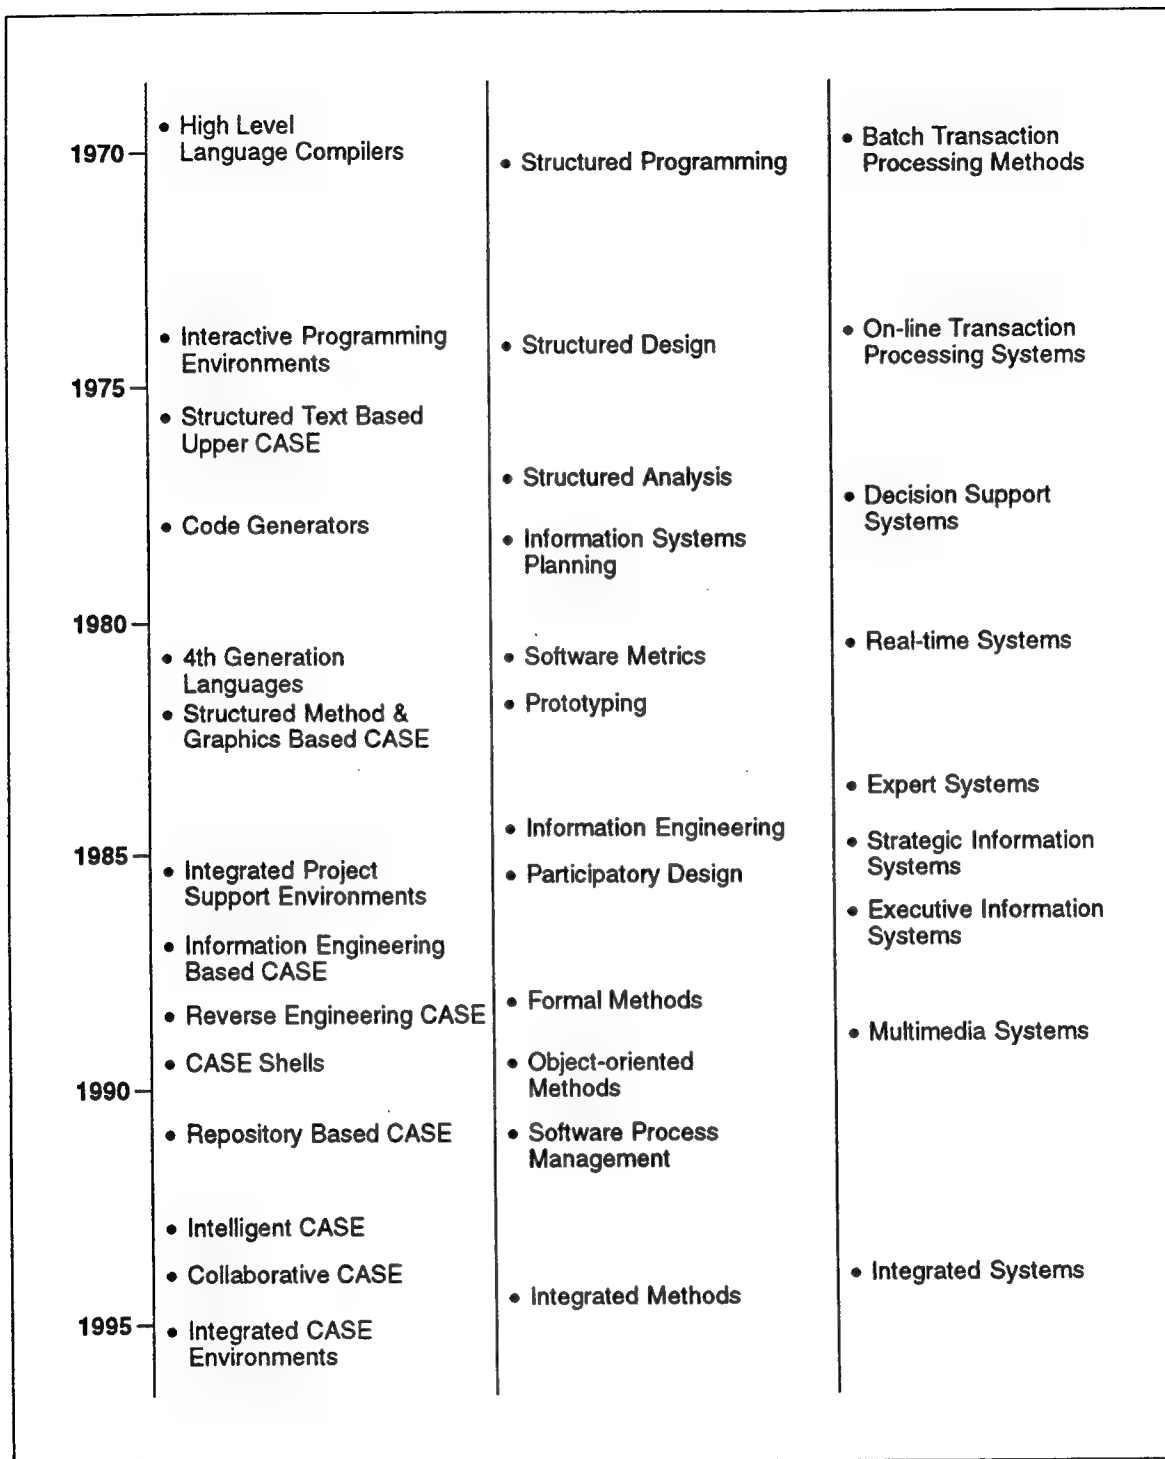 1970
1975
1980
1985
1990
1995
• High Level
Language Compilers
• Interactive Programming
Environments
• Structured Text Based
Upper CASE
• Code Generators
• 4th Generation
Languages
• Structured Method &
Graphics Based CASE
• Integrated Project
Support Environments
• Information Engineering
Based CASE
• Reverse Engineering CASE
• CASE Shells
• Repository Based CASE
• Intelligent CASE
• Collaborative CASE
• Integrated CASE
Environments
• Structured Programming
• Structured Design
• Structured Analysis
• Information Systems
Planning
• Software Metrics
• Prototyping
• Information Engineering
• Participatory Design
• Formal Methods
• Object-oriented
Methods
• Software Process
Management
• Integrated Methods
• Batch Transaction
Processing Methods
• On-line Transaction
Processing Systems
• Decision Support
Systems
• Real-time Systems
• Expert Systems
• Strategic Information
Systems
• Executive Information
Systems
• Multimedia Systems
• Integrated Systems